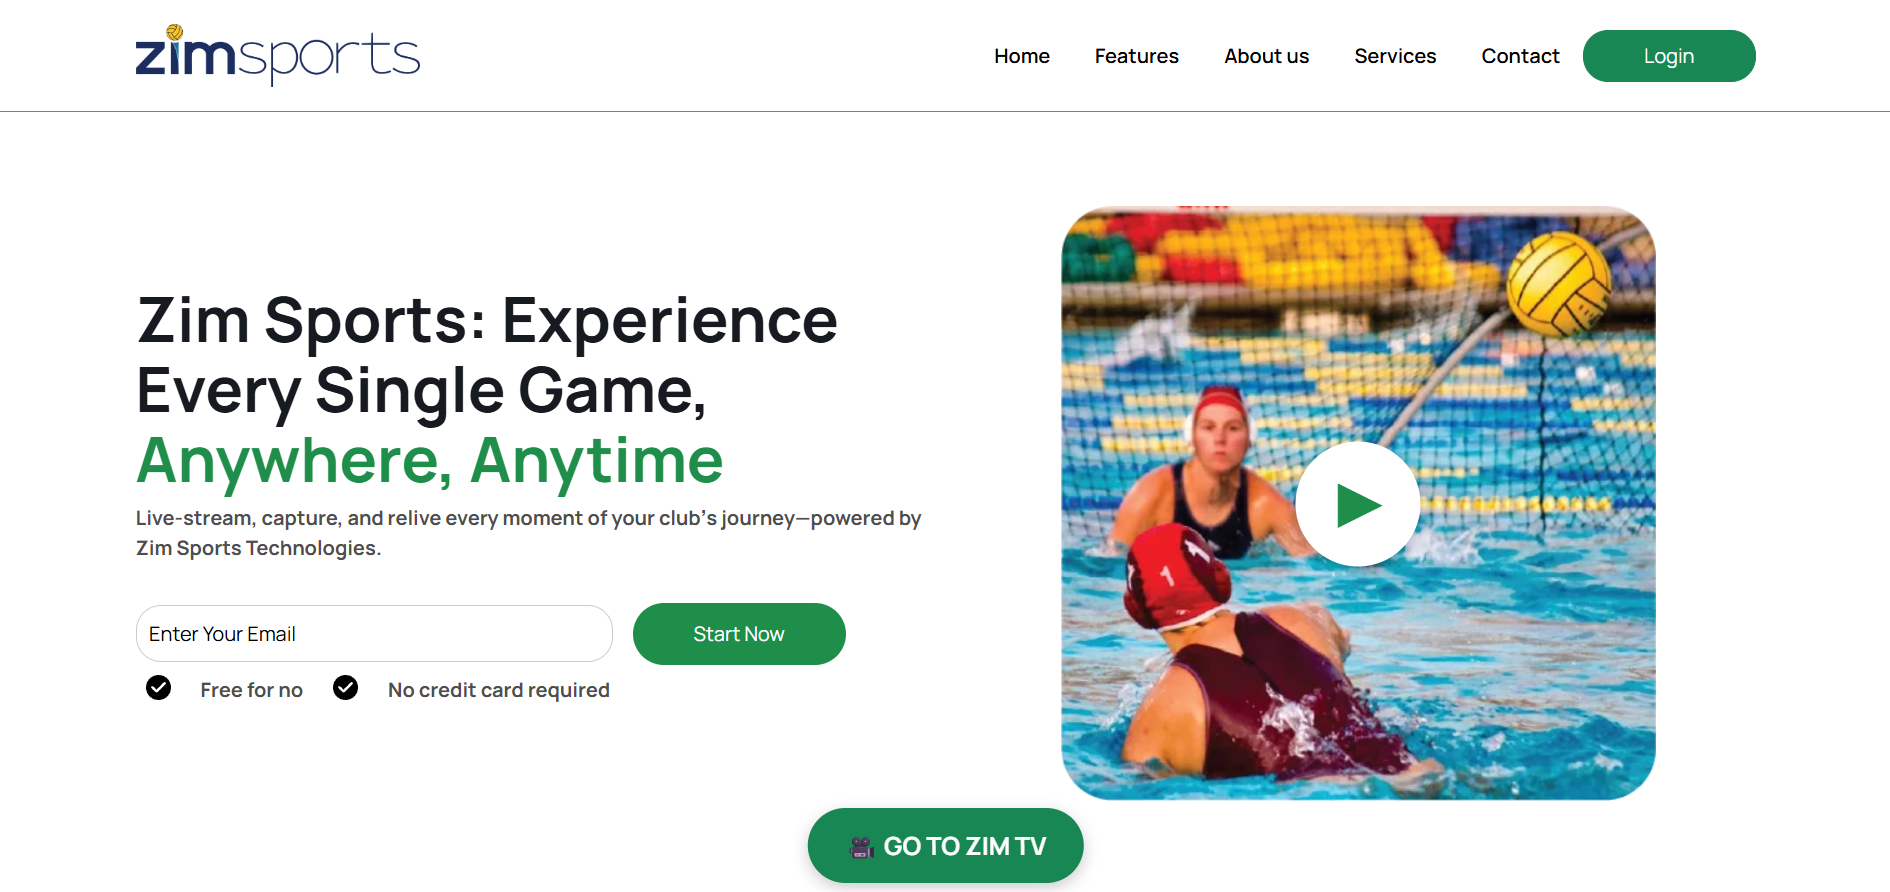 zimsports
Home Features About us Services Contact Login
Zim Sports: Experience
Every Single Game,
Anywhere, Anytime
Live-stream, capture, and relive every moment of your club's journey—powered by
Zim Sports Technologies.
Enter Your Email Start Now
Free for no No credit card required
1 1
🎥 GO TO ZIM TV